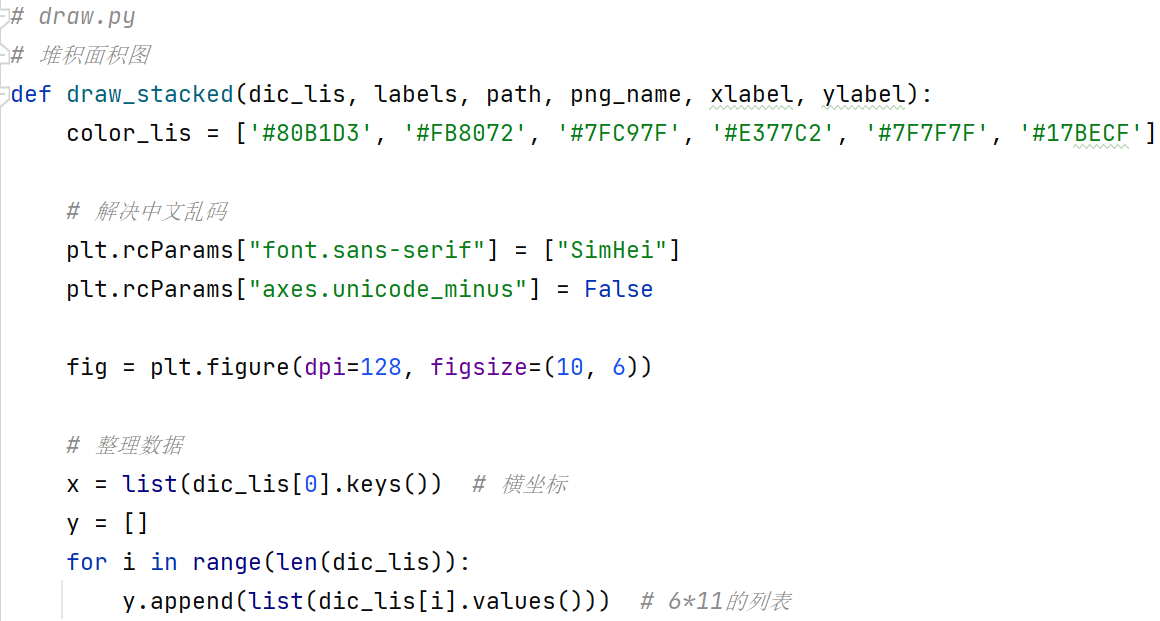 # draw.py
# 堆积面积图
def draw_stacked(dic_lis, labels, path, png_name, xlabel, ylabel):
    color_lis = ['#80B1D3', '#FB8072', '#7FC97F', '#E377C2', '#7F7F7F', '#17BECF']
    # 解决中文乱码
    plt.rcParams["font.sans-serif"] = ["SimHei"]
    plt.rcParams["axes.unicode_minus"] = False
    fig = plt.figure(dpi=128, figsize=(10, 6))
    # 整理数据
    x = list(dic_lis[0].keys())  # 横坐标
    y = []
    for i in range(len(dic_lis)):
        y.append(list(dic_lis[i].values()))  # 6*11的列表